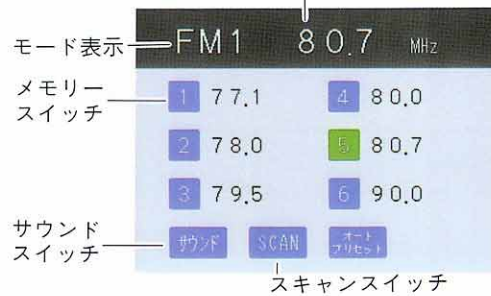 モード表示 FM1 80.7 MHz
メモリー
スイッチ
1 77.1 4 80.0
2 78.0 5 80.7
3 79.5 6 90.0
サウンド
スイッチ
サウンド SCAN オート
プリセット
スキャンスイッチ